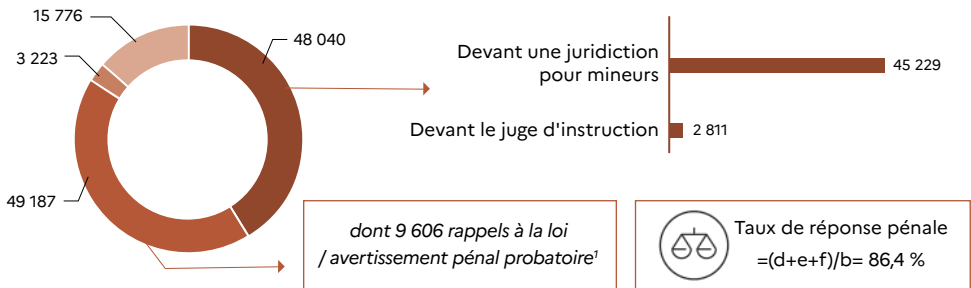 15 776
3 223
48 040
49 187
Devant une juridiction
pour mineurs
45 229
Devant le juge d'instruction
2 811
dont 9 606 rappels à la loi
/ avertissement pénal probatoire¹
Taux de réponse pénale
=(d+e+f)/b= 86,4 %